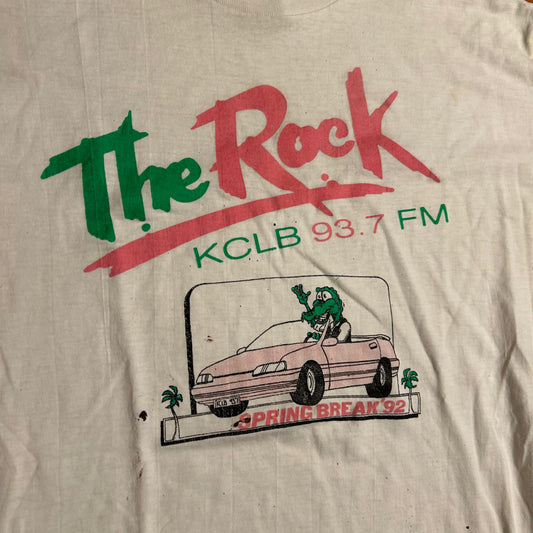 The Rock
KCLB 93.7 FM
SPRING BREAK '92